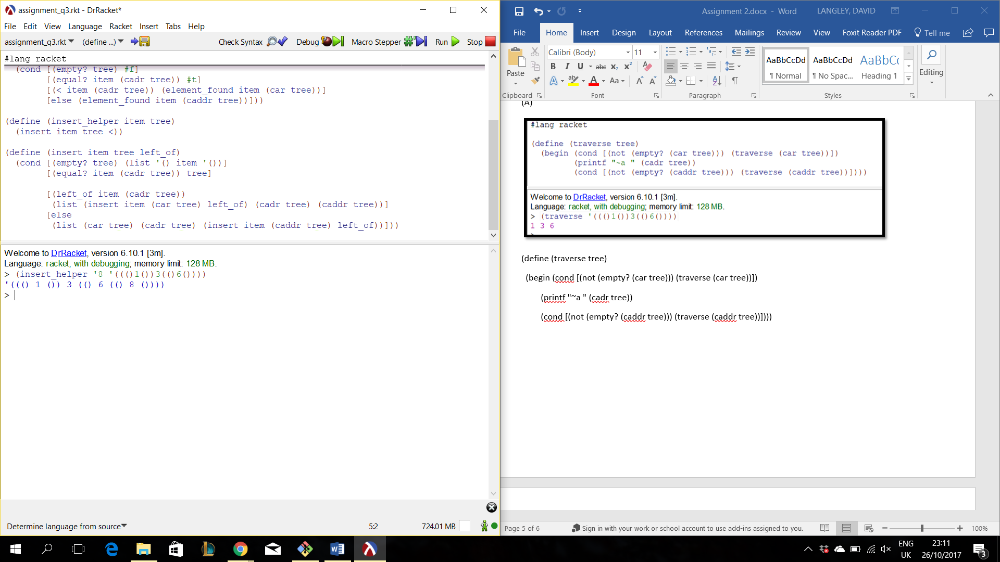 assignment_q3.rkt - DrRacket*
File Edit View Language Racket Insert Tabs Help
assignment_q3.rkt (define ...) Check Syntax Debug Macro Stepper Run Stop
#lang racket
(cond [(empty? tree) #f]
[(equal? item (cadr tree)) #t]
[(< item (cadr tree)) (element_found item (car tree))]
[else (element_found item (caddr tree))]))
(define (insert_helper item tree)
(insert item tree <))
(define (insert item tree left_of)
(cond [(empty? tree) (list '() item '())]
[(equal? item (cadr tree)) tree]
[(left_of item (cadr tree))
(list (insert item (car tree) left_of) (cadr tree) (caddr tree))]
[else
(list (car tree) (cadr tree) (insert item (caddr tree) left_of))]))
Welcome to DrRacket, version 6.10.1 [3m].
Language: racket, with debugging; memory limit: 128 MB.
> (insert_helper '8 '((()1())3(()6())))
'((() 1 ()) 3 (() 6 (() 8 ())))
>
Determine language from source 5:2 724.01 MB
Assignment 2.docx - Word LANGLEY, DAVID
File Home Insert Design Layout References Mailings Review View Foxit Reader PDF Tell me
Paste
Calibri (Body) 11
B I U abc X₂ X²
A ab A Aa A A
AaBbCcDd AaBbCcDd AaBbCc
¶ Normal ¶ No Spac... Heading 1
Editing
Clipboard Font Paragraph Styles
(A)
#lang racket
(define (traverse tree)
(begin (cond [(not (empty? (car tree))) (traverse (car tree))])
(printf "~a " (cadr tree))
(cond [(not (empty? (caddr tree))) (traverse (caddr tree))])))
Welcome to DrRacket, version 6.10.1 [3m].
Language: racket, with debugging; memory limit: 128 MB.
> (traverse '((()1())3(()6())))
1 3 6
(define (traverse tree)
(begin (cond [(not (empty? (car tree))) (traverse (car tree))])
(printf "~a " (cadr tree))
(cond [(not (empty? (caddr tree))) (traverse (caddr tree))])))
Page 5 of 6 Sign in with your work or school account to use add-ins assigned to you. 100%
ENG
UK
23:11
26/10/2017
3